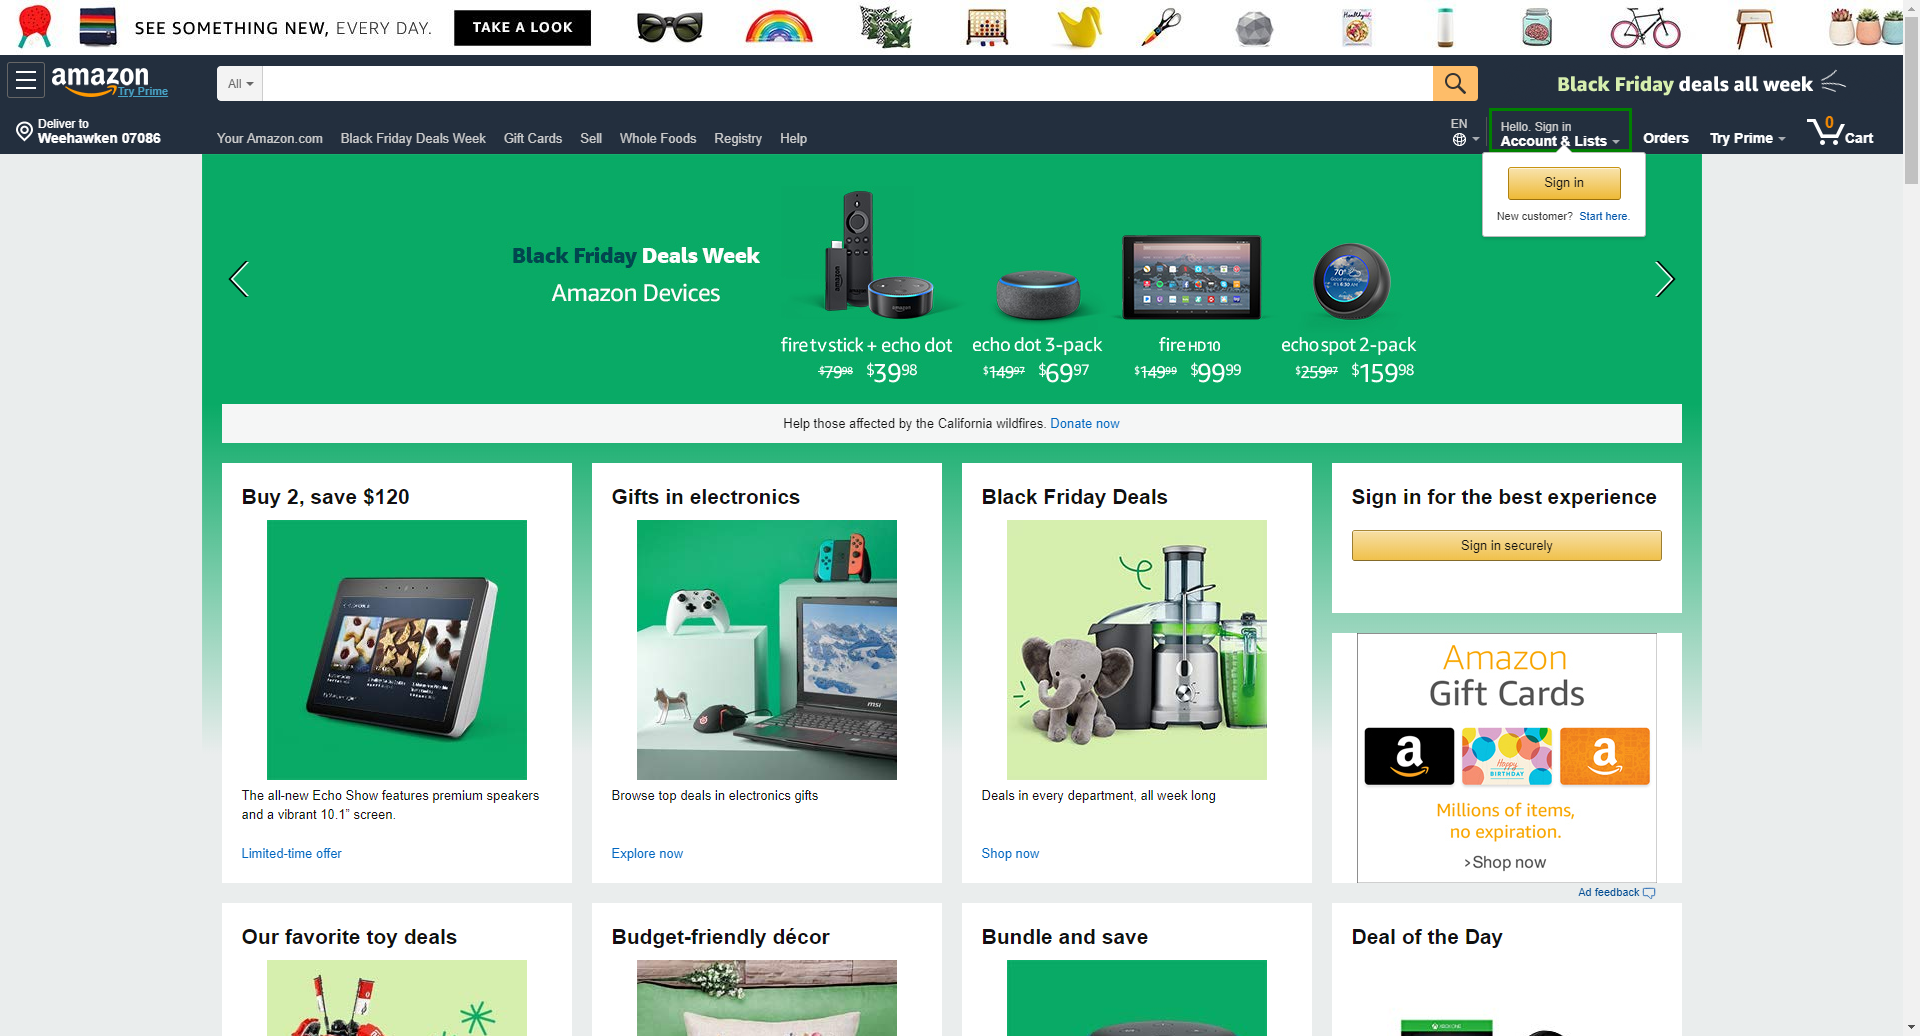 SEE SOMETHING NEW, EVERY DAY.
TAKE A LOOK
Healthyish
amazon
Try Prime
All
Black Friday deals all week
Deliver to
Weehawken 07086
Your Amazon.com
Black Friday Deals Week
Gift Cards
Sell
Whole Foods
Registry
Help
EN
Hello. Sign in
Account & Lists
Orders
Try Prime
0
Cart
Sign in
New customer? Start here.
Black Friday Deals Week
Amazon Devices
fire tv stick + echo dot
$79 98 $39 98
echo dot 3-pack
$149 97 $69 97
fire HD 10
$149 99 $99 99
echo spot 2-pack
$259 97 $159 98
Help those affected by the California wildfires. Donate now
Buy 2, save $120
The all-new Echo Show features premium speakers
and a vibrant 10.1” screen.
Limited-time offer
Gifts in electronics
msi
Browse top deals in electronics gifts
Explore now
Black Friday Deals
Deals in every department, all week long
Shop now
Sign in for the best experience
Sign in securely
Amazon
Gift Cards
a
Happy
BIRTHDAY
a
Millions of items,
no expiration.
›Shop now
Ad feedback
Our favorite toy deals
Budget-friendly décor
Bundle and save
Deal of the Day
XBOX ONE